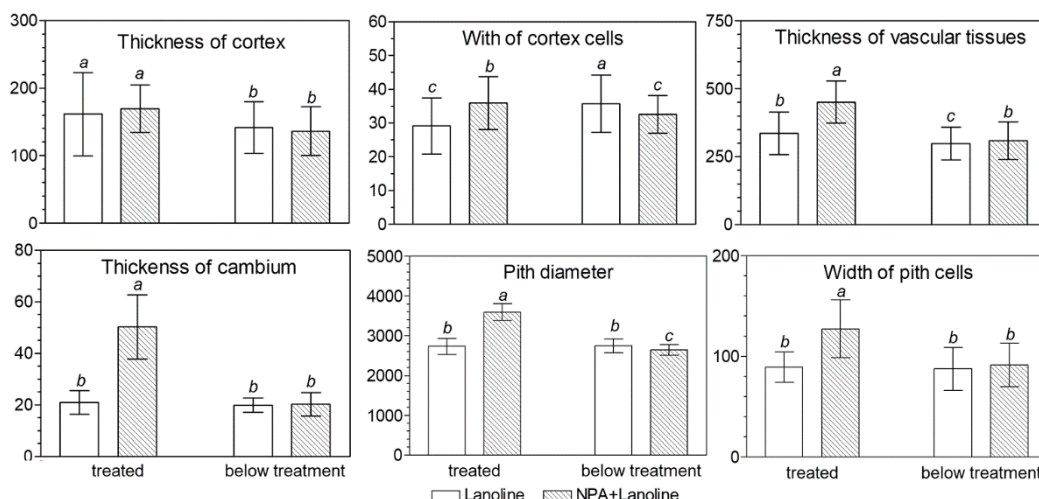 Thickness of cortex
300
200
100
0
a a b b
With of cortex cells
60
50
40
30
20
10
0
c b a c
Thickness of vascular tissues
750
500
250
0
b a c b
Thickenss of cambium
80
60
40
20
0
b a b b
treated below treatment
Pith diameter
5000
4000
3000
2000
1000
0
b a b c
treated below treatment
Width of pith cells
200
100
0
b a b b
treated below treatment
Lanoline NPA+Lanoline